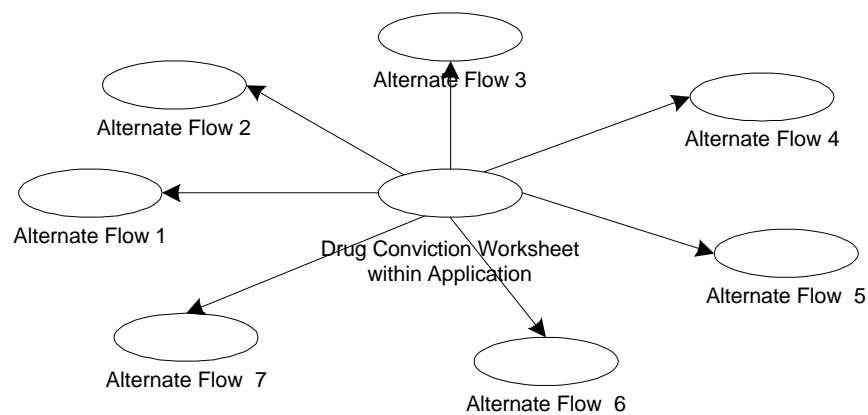 Alternate Flow 3
Alternate Flow 2
Alternate Flow 4
Alternate Flow 1
Drug Conviction Worksheet
within Application
Alternate Flow  5
Alternate Flow  7
Alternate Flow  6